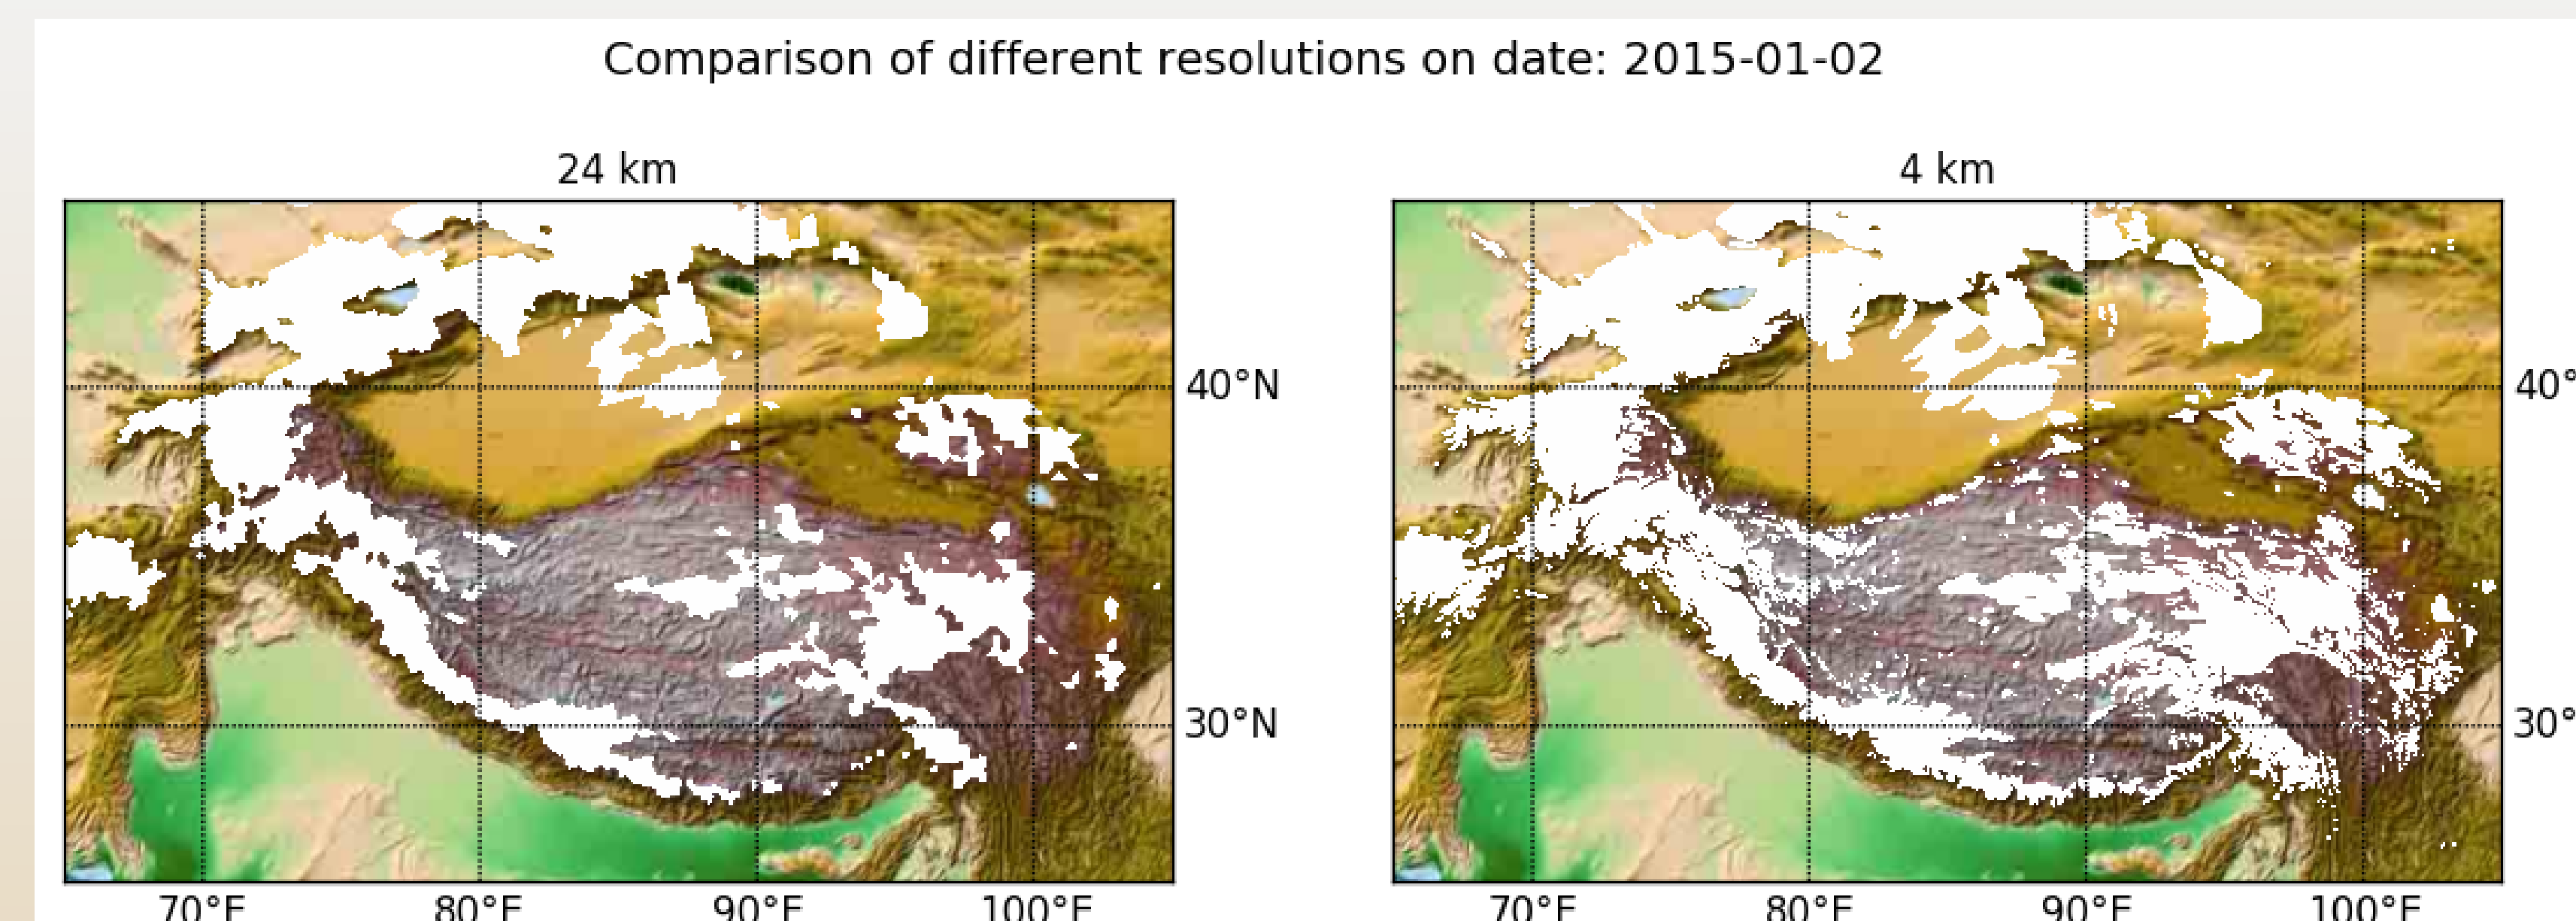 Comparison of different resolutions on date: 2015-01-02
24 km
4 km
40°N
40°
30°N
30°
70°E 80°E 90°E 100°E
70°E 80°E 90°E 100°E